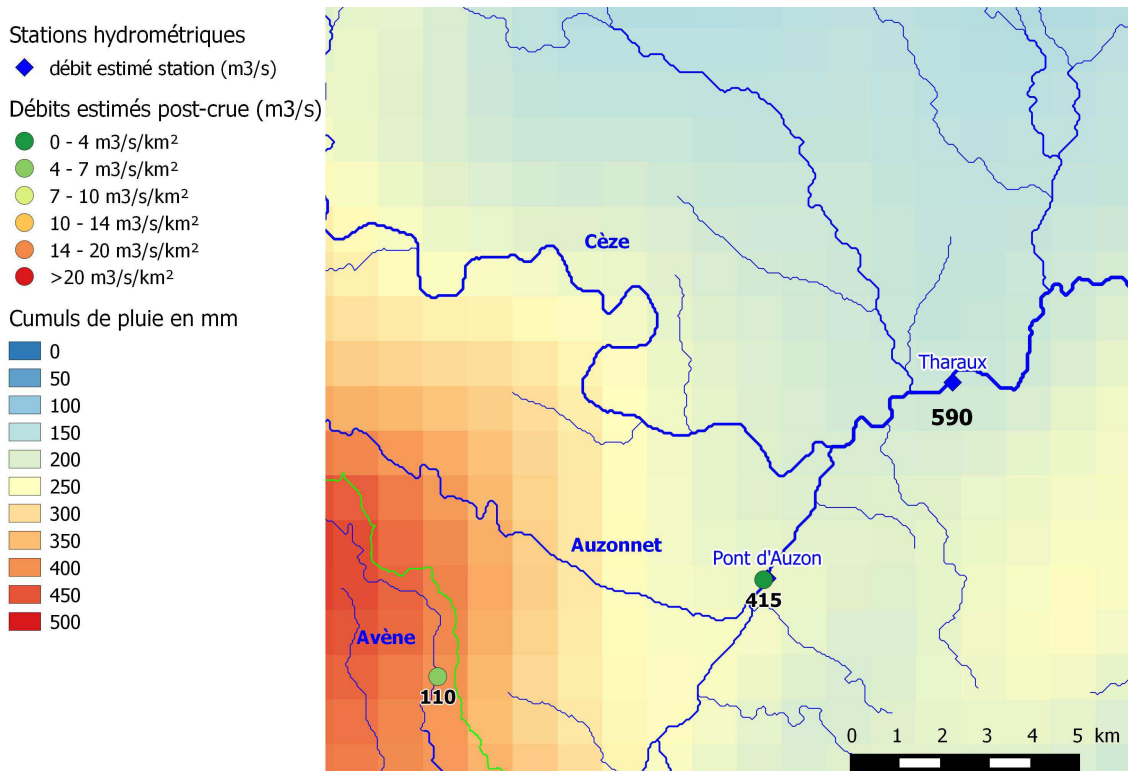 Stations hydrométriques
débit estimé station (m3/s)
Débits estimés post-crue (m3/s)
0 - 4 m3/s/km²
4 - 7 m3/s/km²
7 - 10 m3/s/km²
10 - 14 m3/s/km²
14 - 20 m3/s/km²
>20 m3/s/km²
Cumuls de pluie en mm
0
50
100
150
200
250
300
350
400
450
500
Cèze
Tharaux
590
Auzonnet
Pont d'Auzon
415
Avène
110
0 1 2 3 4 5 km